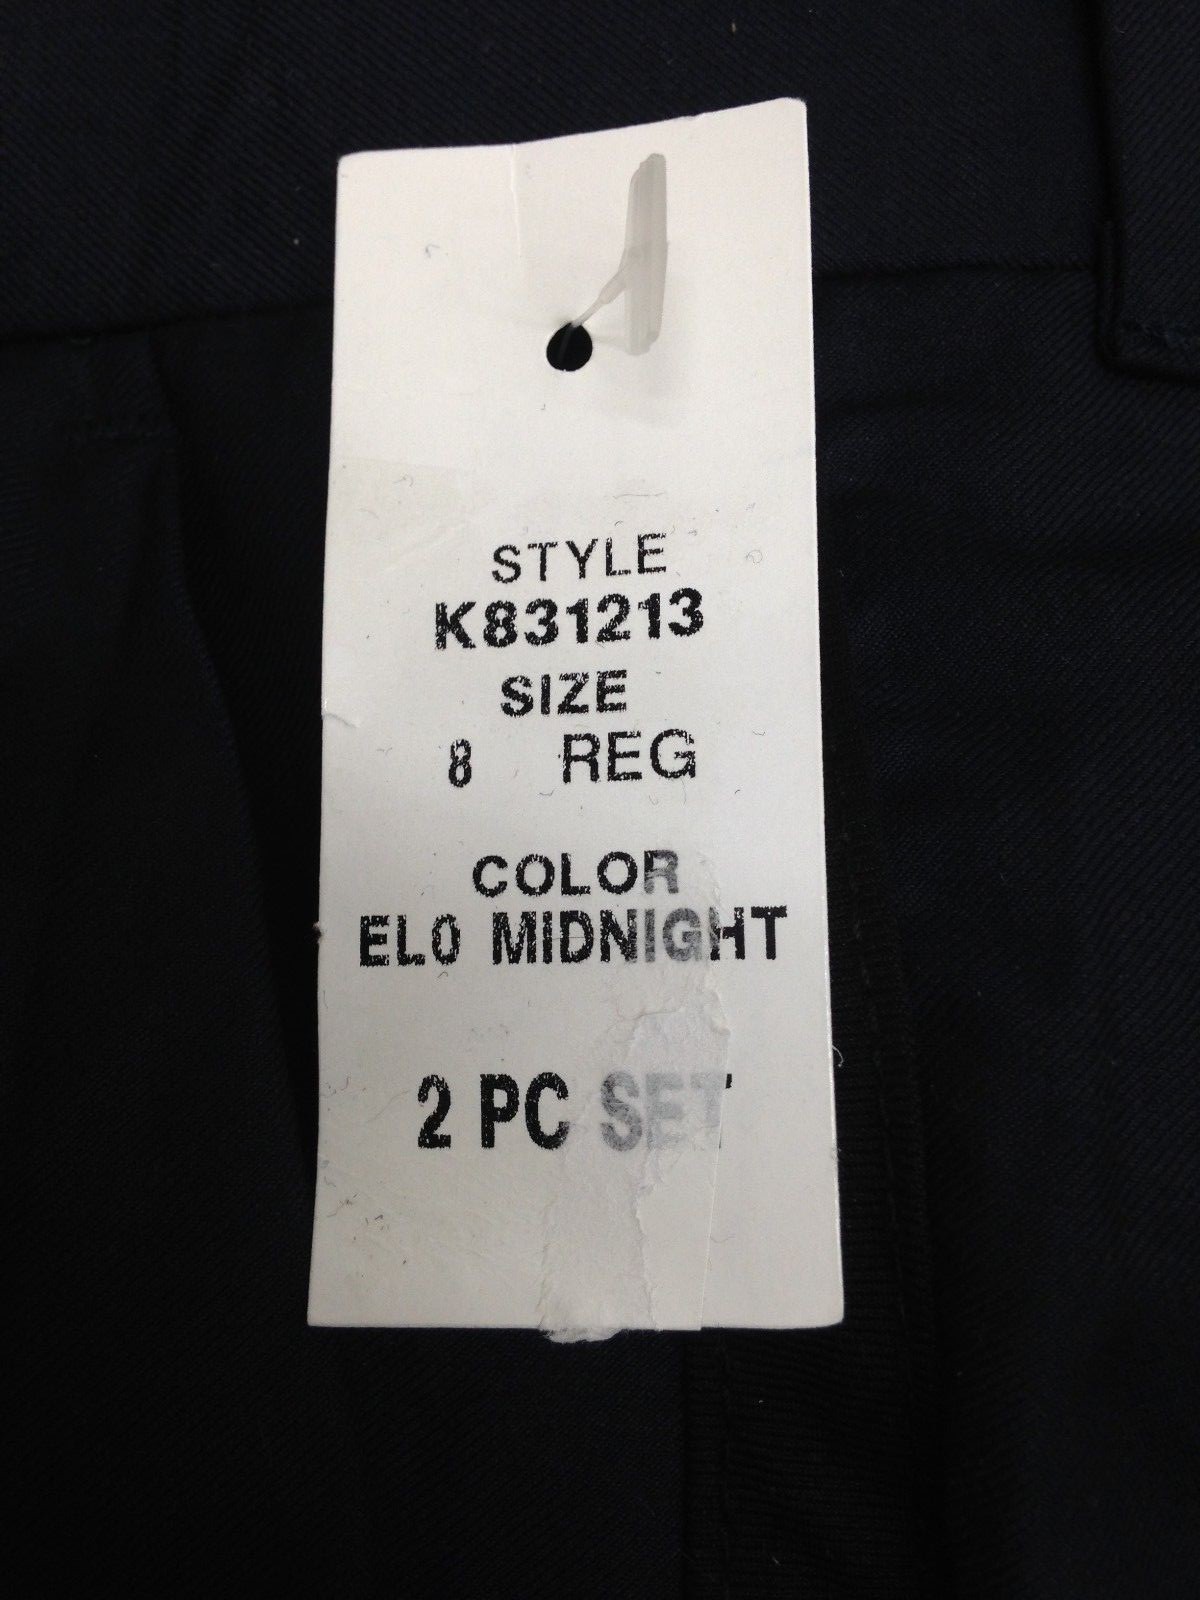 STYLE
K831213
SIZE
8 REG
COLOR
EL0 MIDNIGHT
2 PC SET